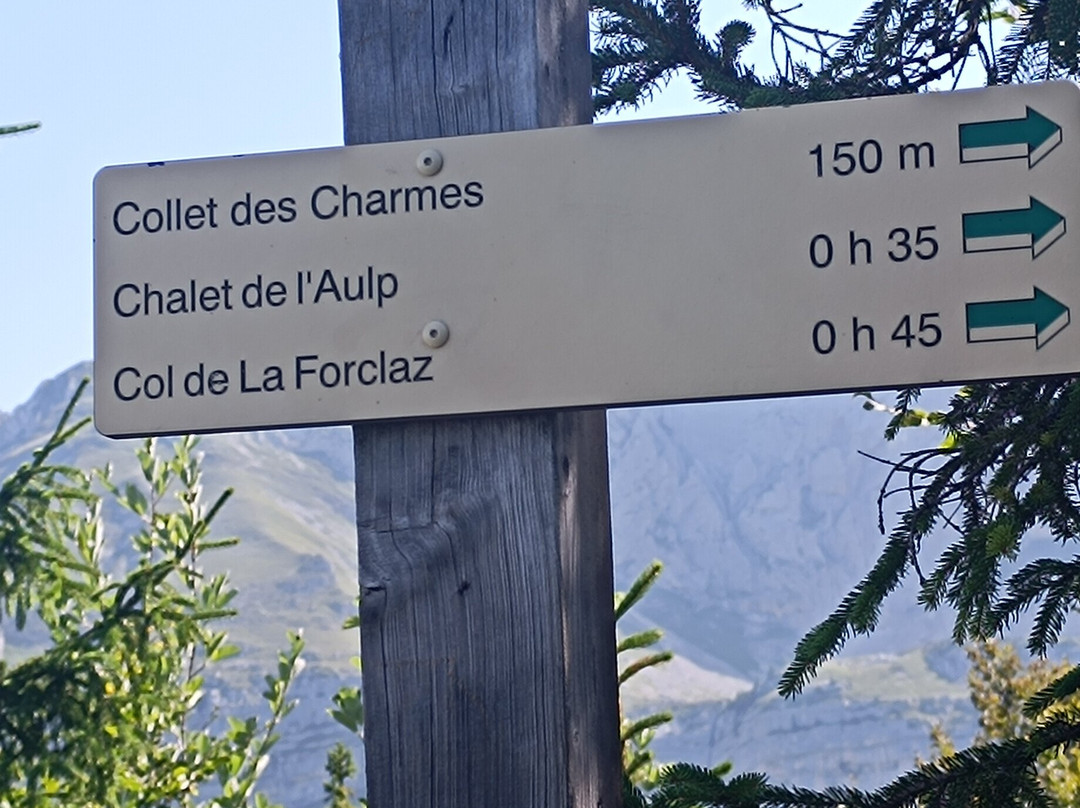 Collet des Charmes 150 m
Chalet de l'Aulp 0 h 35
Col de La Forclaz 0 h 45